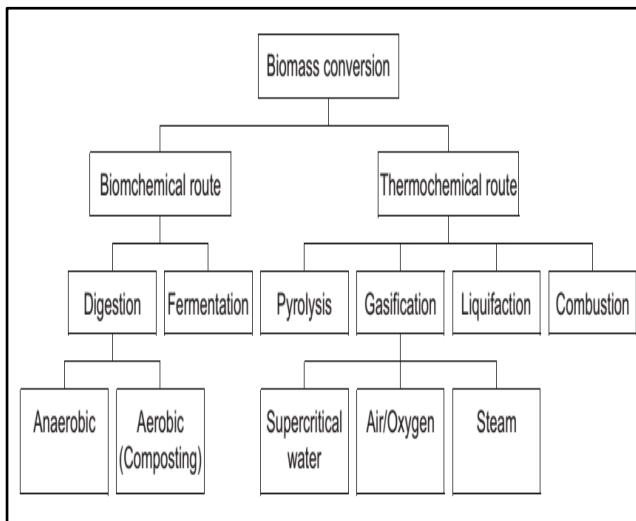 Biomass conversion
Biomchemical route
Thermochemical route
Digestion
Fermentation
Pyrolysis
Gasification
Liquifaction
Combustion
Anaerobic
Aerobic
(Composting)
Supercritical
water
Air/Oxygen
Steam